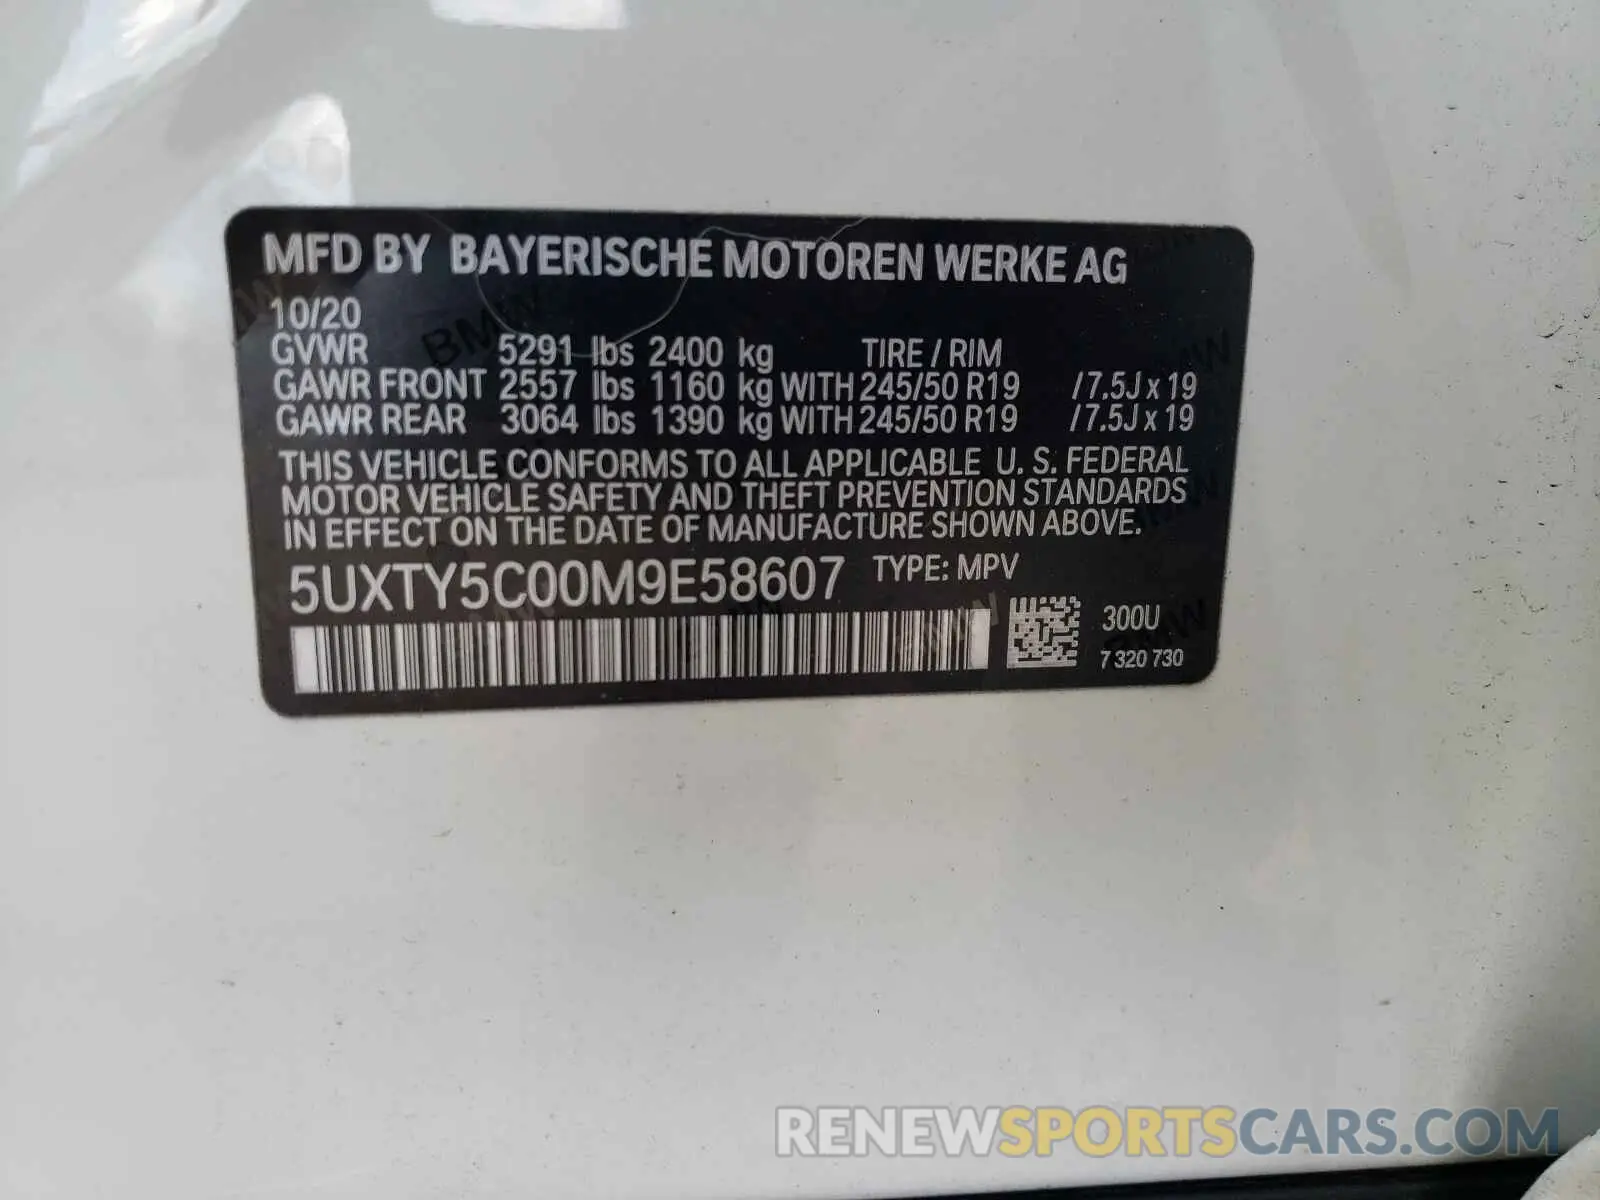 MFD BY BAYERISCHE MOTOREN WERKE AG
10/20
GVWR 5291 lbs 2400 kg TIRE / RIM
GAWR FRONT 2557 lbs 1160 kg WITH 245/50 R19 /7.5J x 19
GAWR REAR 3064 lbs 1390 kg WITH 245/50 R19 /7.5J x 19
THIS VEHICLE CONFORMS TO ALL APPLICABLE U. S. FEDERAL
MOTOR VEHICLE SAFETY AND THEFT PREVENTION STANDARDS
IN EFFECT ON THE DATE OF MANUFACTURE SHOWN ABOVE.
5UXTY5C00M9E58607 TYPE: MPV
300U
7 320 730
RENEWSPORTSCARS.COM